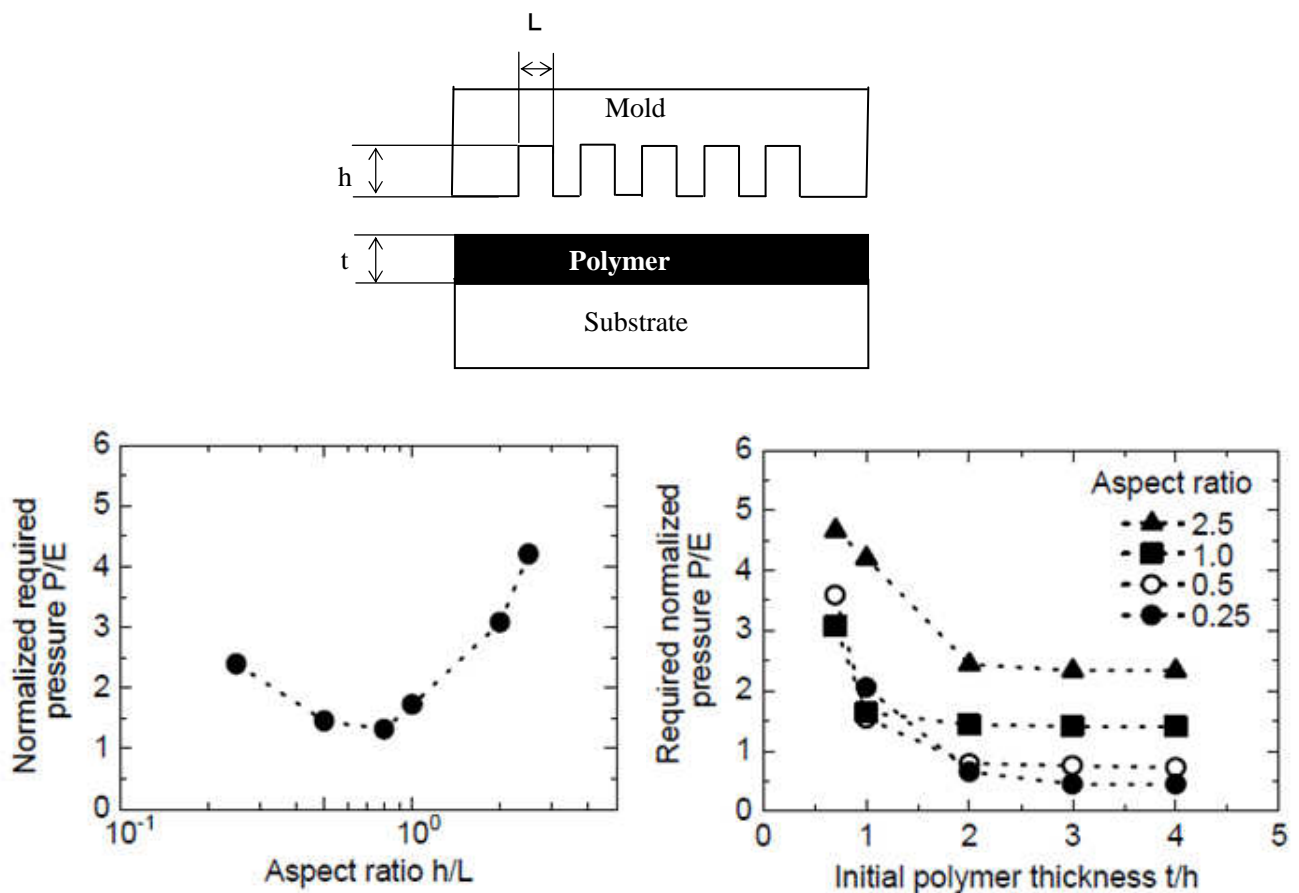 L
Mold
h
t
Polymer
Substrate
6
5
4
3
2
1
0
10⁻¹
10⁰
Normalized required
pressure P/E
Aspect ratio h/L
6
5
4
3
2
1
0
0
1
2
3
4
5
Required normalized
pressure P/E
Initial polymer thickness t/h
Aspect ratio
2.5
1.0
0.5
0.25